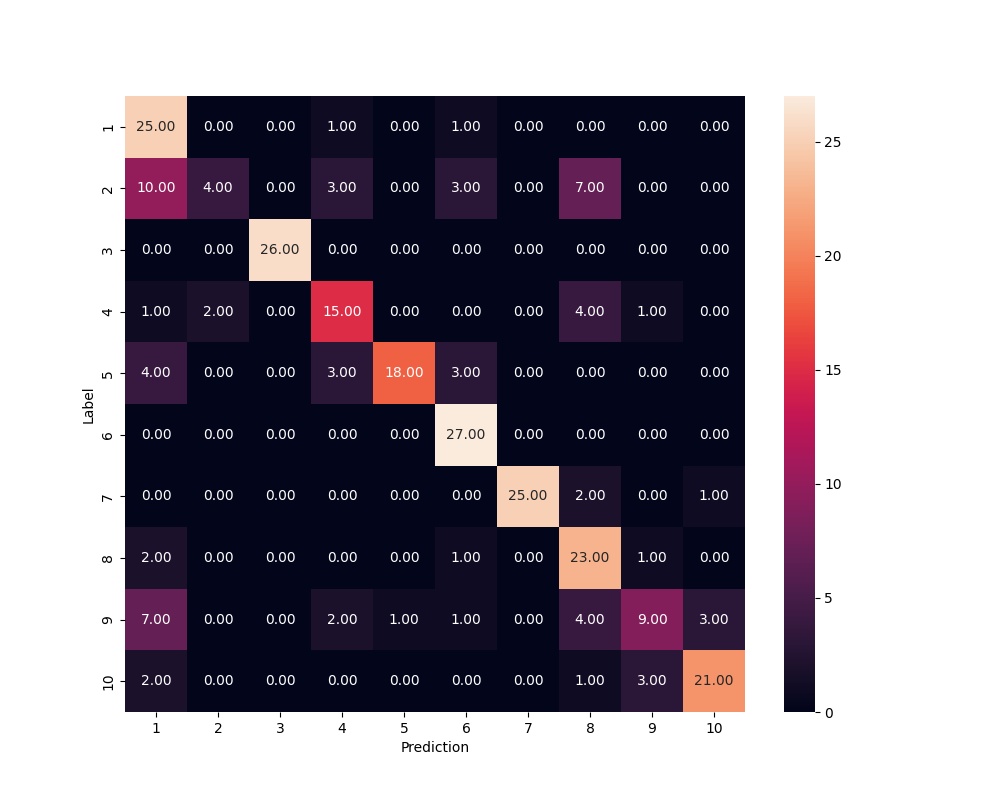 1 25.00 0.00 0.00 1.00 0.00 1.00 0.00 0.00 0.00 0.00
2 10.00 4.00 0.00 3.00 0.00 3.00 0.00 7.00 0.00 0.00
3 0.00 0.00 26.00 0.00 0.00 0.00 0.00 0.00 0.00 0.00
4 1.00 2.00 0.00 15.00 0.00 0.00 0.00 4.00 1.00 0.00
5 4.00 0.00 0.00 3.00 18.00 3.00 0.00 0.00 0.00 0.00
6 0.00 0.00 0.00 0.00 0.00 27.00 0.00 0.00 0.00 0.00
7 0.00 0.00 0.00 0.00 0.00 0.00 25.00 2.00 0.00 1.00
8 2.00 0.00 0.00 0.00 0.00 1.00 0.00 23.00 1.00 0.00
9 7.00 0.00 0.00 2.00 1.00 1.00 0.00 4.00 9.00 3.00
10 2.00 0.00 0.00 0.00 0.00 0.00 0.00 1.00 3.00 21.00
1 2 3 4 5 6 7 8 9 10
Prediction
Label
25
20
15
10
5
0